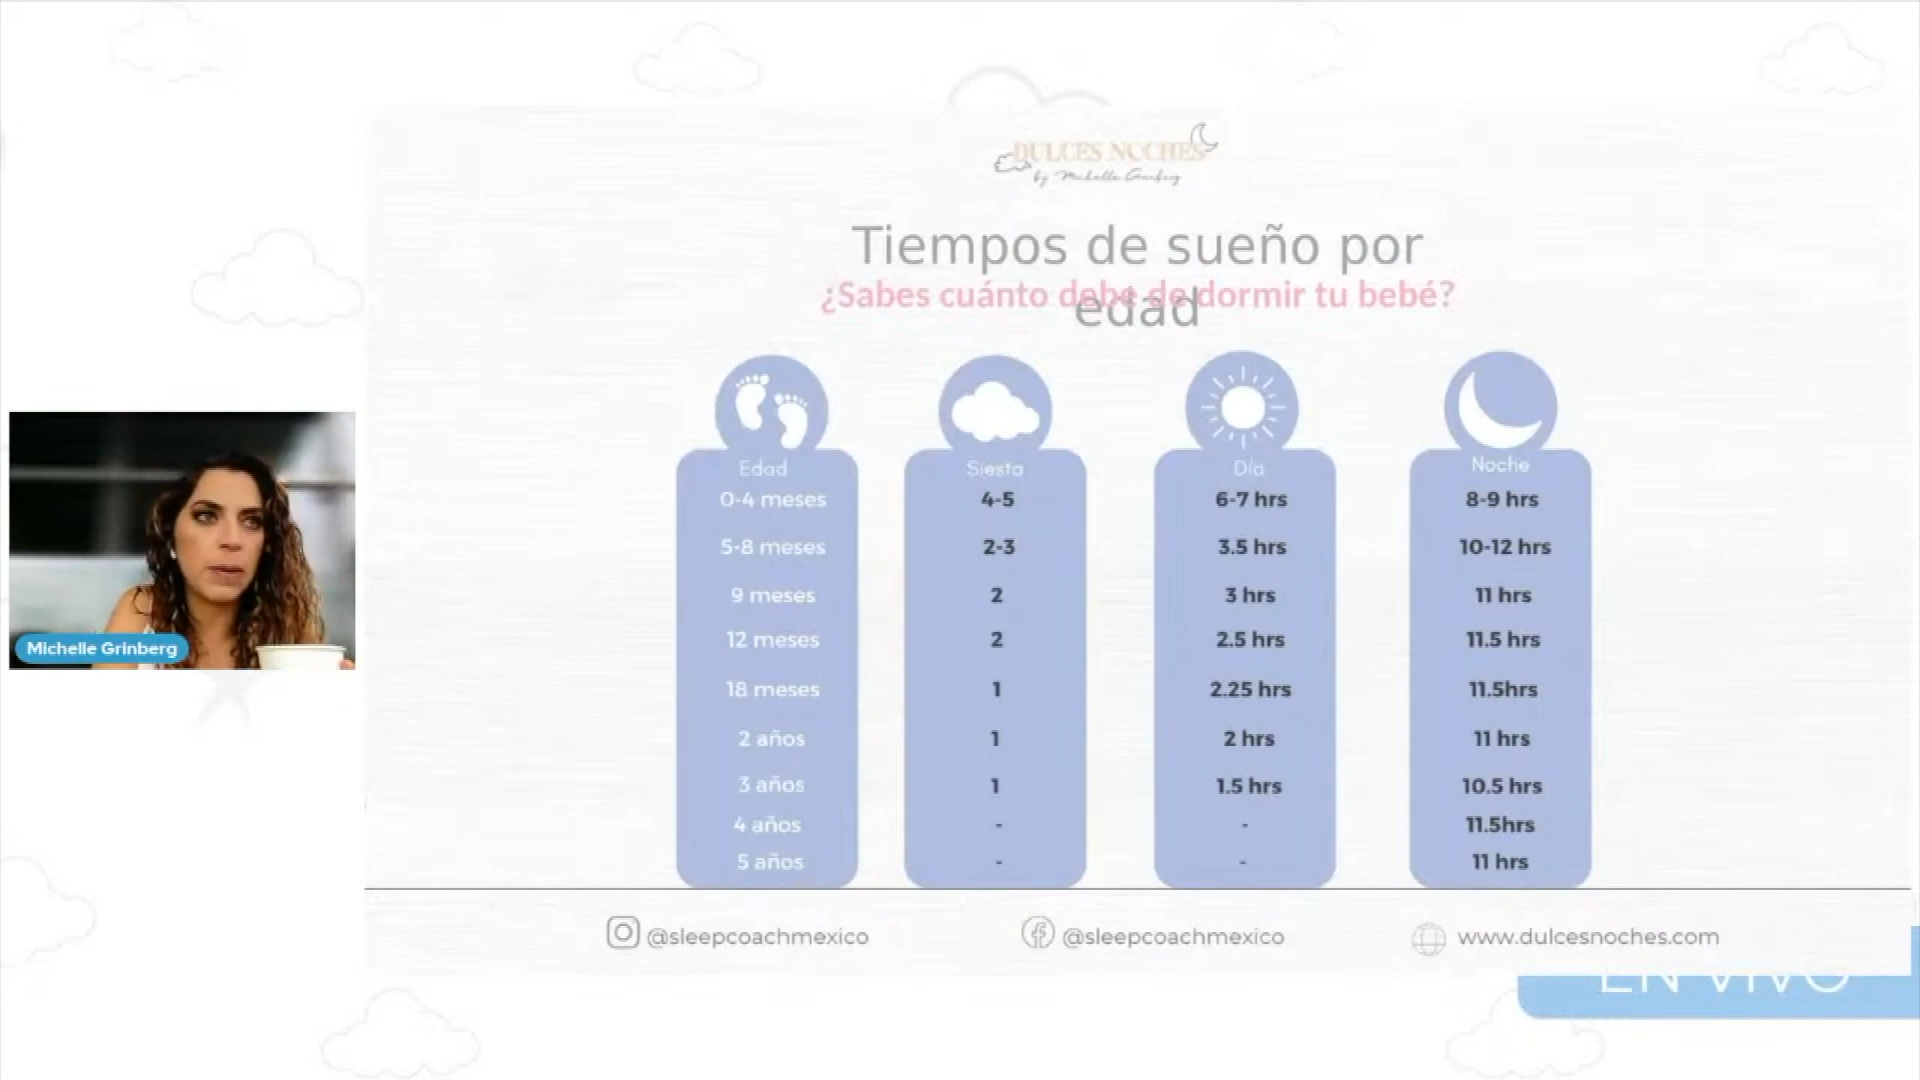 DULCES NOCHES
by Michelle Grinberg
Tiempos de sueño por
edad
¿Sabes cuánto debe de dormir tu bebé?
Edad Siesta Día Noche
0-4 meses 4-5 6-7 hrs 8-9 hrs
5-8 meses 2-3 3.5 hrs 10-12 hrs
9 meses 2 3 hrs 11 hrs
12 meses 2 2.5 hrs 11.5 hrs
18 meses 1 2.25 hrs 11.5hrs
2 años 1 2 hrs 11 hrs
3 años 1 1.5 hrs 10.5 hrs
4 años - - 11.5hrs
5 años - - 11 hrs
Michelle Grinberg
@sleepcoachmexico @sleepcoachmexico www.dulcesnoches.com
EN VIVO